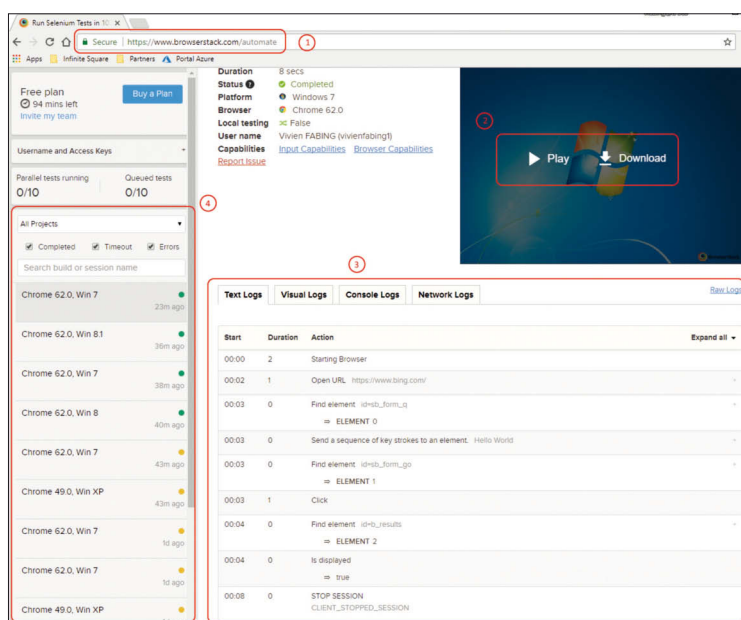 Run Selenium Tests in 10
Secure | https://www.browserstack.com/automate
1
Apps Infinite Square Partners Portal Azure
Free plan
94 mins left
Invite my team
Buy a Plan
Username and Access Keys
Parallel tests running
0/10
Queued tests
0/10
4
All Projects
Completed Timeout Errors
Search build or session name
Chrome 62.0, Win 7
23m ago
Chrome 62.0, Win 8.1
36m ago
Chrome 62.0, Win 7
38m ago
Chrome 62.0, Win 8
40m ago
Chrome 62.0, Win 7
43m ago
Chrome 49.0, Win XP
43m ago
Chrome 62.0, Win 7
1d ago
Chrome 62.0, Win 7
1d ago
Chrome 49.0, Win XP
Duration 8 secs
Status Completed
Platform Windows 7
Browser Chrome 62.0
Local testing False
User name Vivien FABING (vivienfabing1)
Capabilities Input Capabilities Browser Capabilities
Report Issue
2
Play Download
3
Text Logs Visual Logs Console Logs Network Logs
Raw Logs
Start Duration Action Expand all
00:00 2 Starting Browser
00:02 1 Open URL https://www.bing.com/
00:03 0 Find element id=sb_form_q
⇒ ELEMENT 0
00:03 0 Send a sequence of key strokes to an element. Hello World
00:03 0 Find element id=sb_form_go
⇒ ELEMENT 1
00:03 1 Click
00:04 0 Find element id=b_results
⇒ ELEMENT 2
00:04 0 Is displayed
⇒ true
00:08 0 STOP SESSION
CLIENT_STOPPED_SESSION